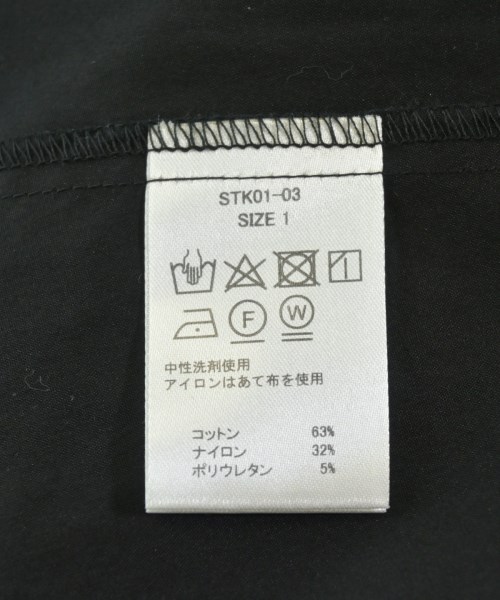 STK01-03
SIZE 1
F W
中性洗剤使用
アイロンはあて布を使用
コットン 63%
ナイロン 32%
ポリウレタン 5%